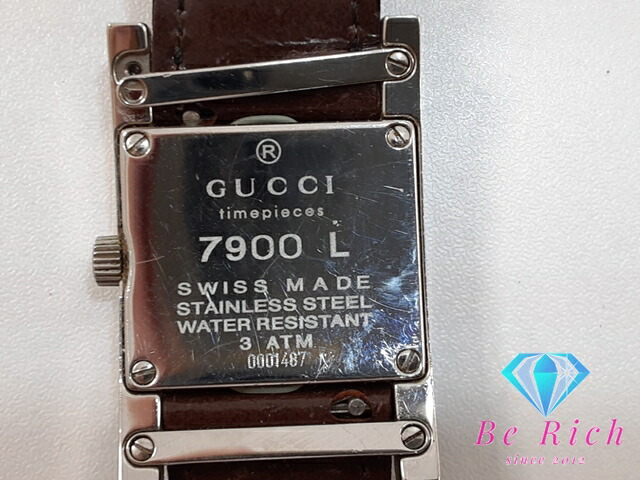 ®
GUCCI
timepieces
7900 L
SWISS MADE
STAINLESS STEEL
WATER RESISTANT
3 ATM
0001487
Be Rich
since 2012